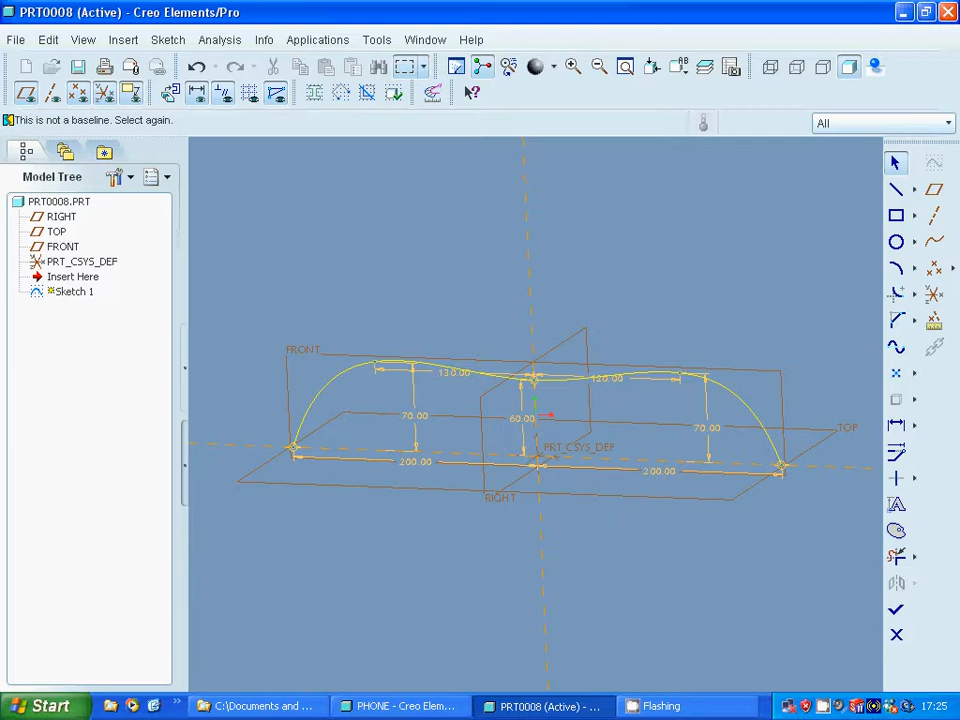 PRT0008 (Active) - Creo Elements/Pro
File Edit View Insert Sketch Analysis Info Applications Tools Window Help
This is not a baseline. Select again.
All
Model Tree
PRT0008.PRT
RIGHT
TOP
FRONT
PRT_CSYS_DEF
Insert Here
Sketch 1
FRONT
130.00
120.00
70.00
60.00
70.00
TOP
PRT_CSYS_DEF
200.00
200.00
RIGHT
Start
C:\Documents and ...
PHONE - Creo Elem...
PRT0008 (Active) - ...
Flashing
17:25